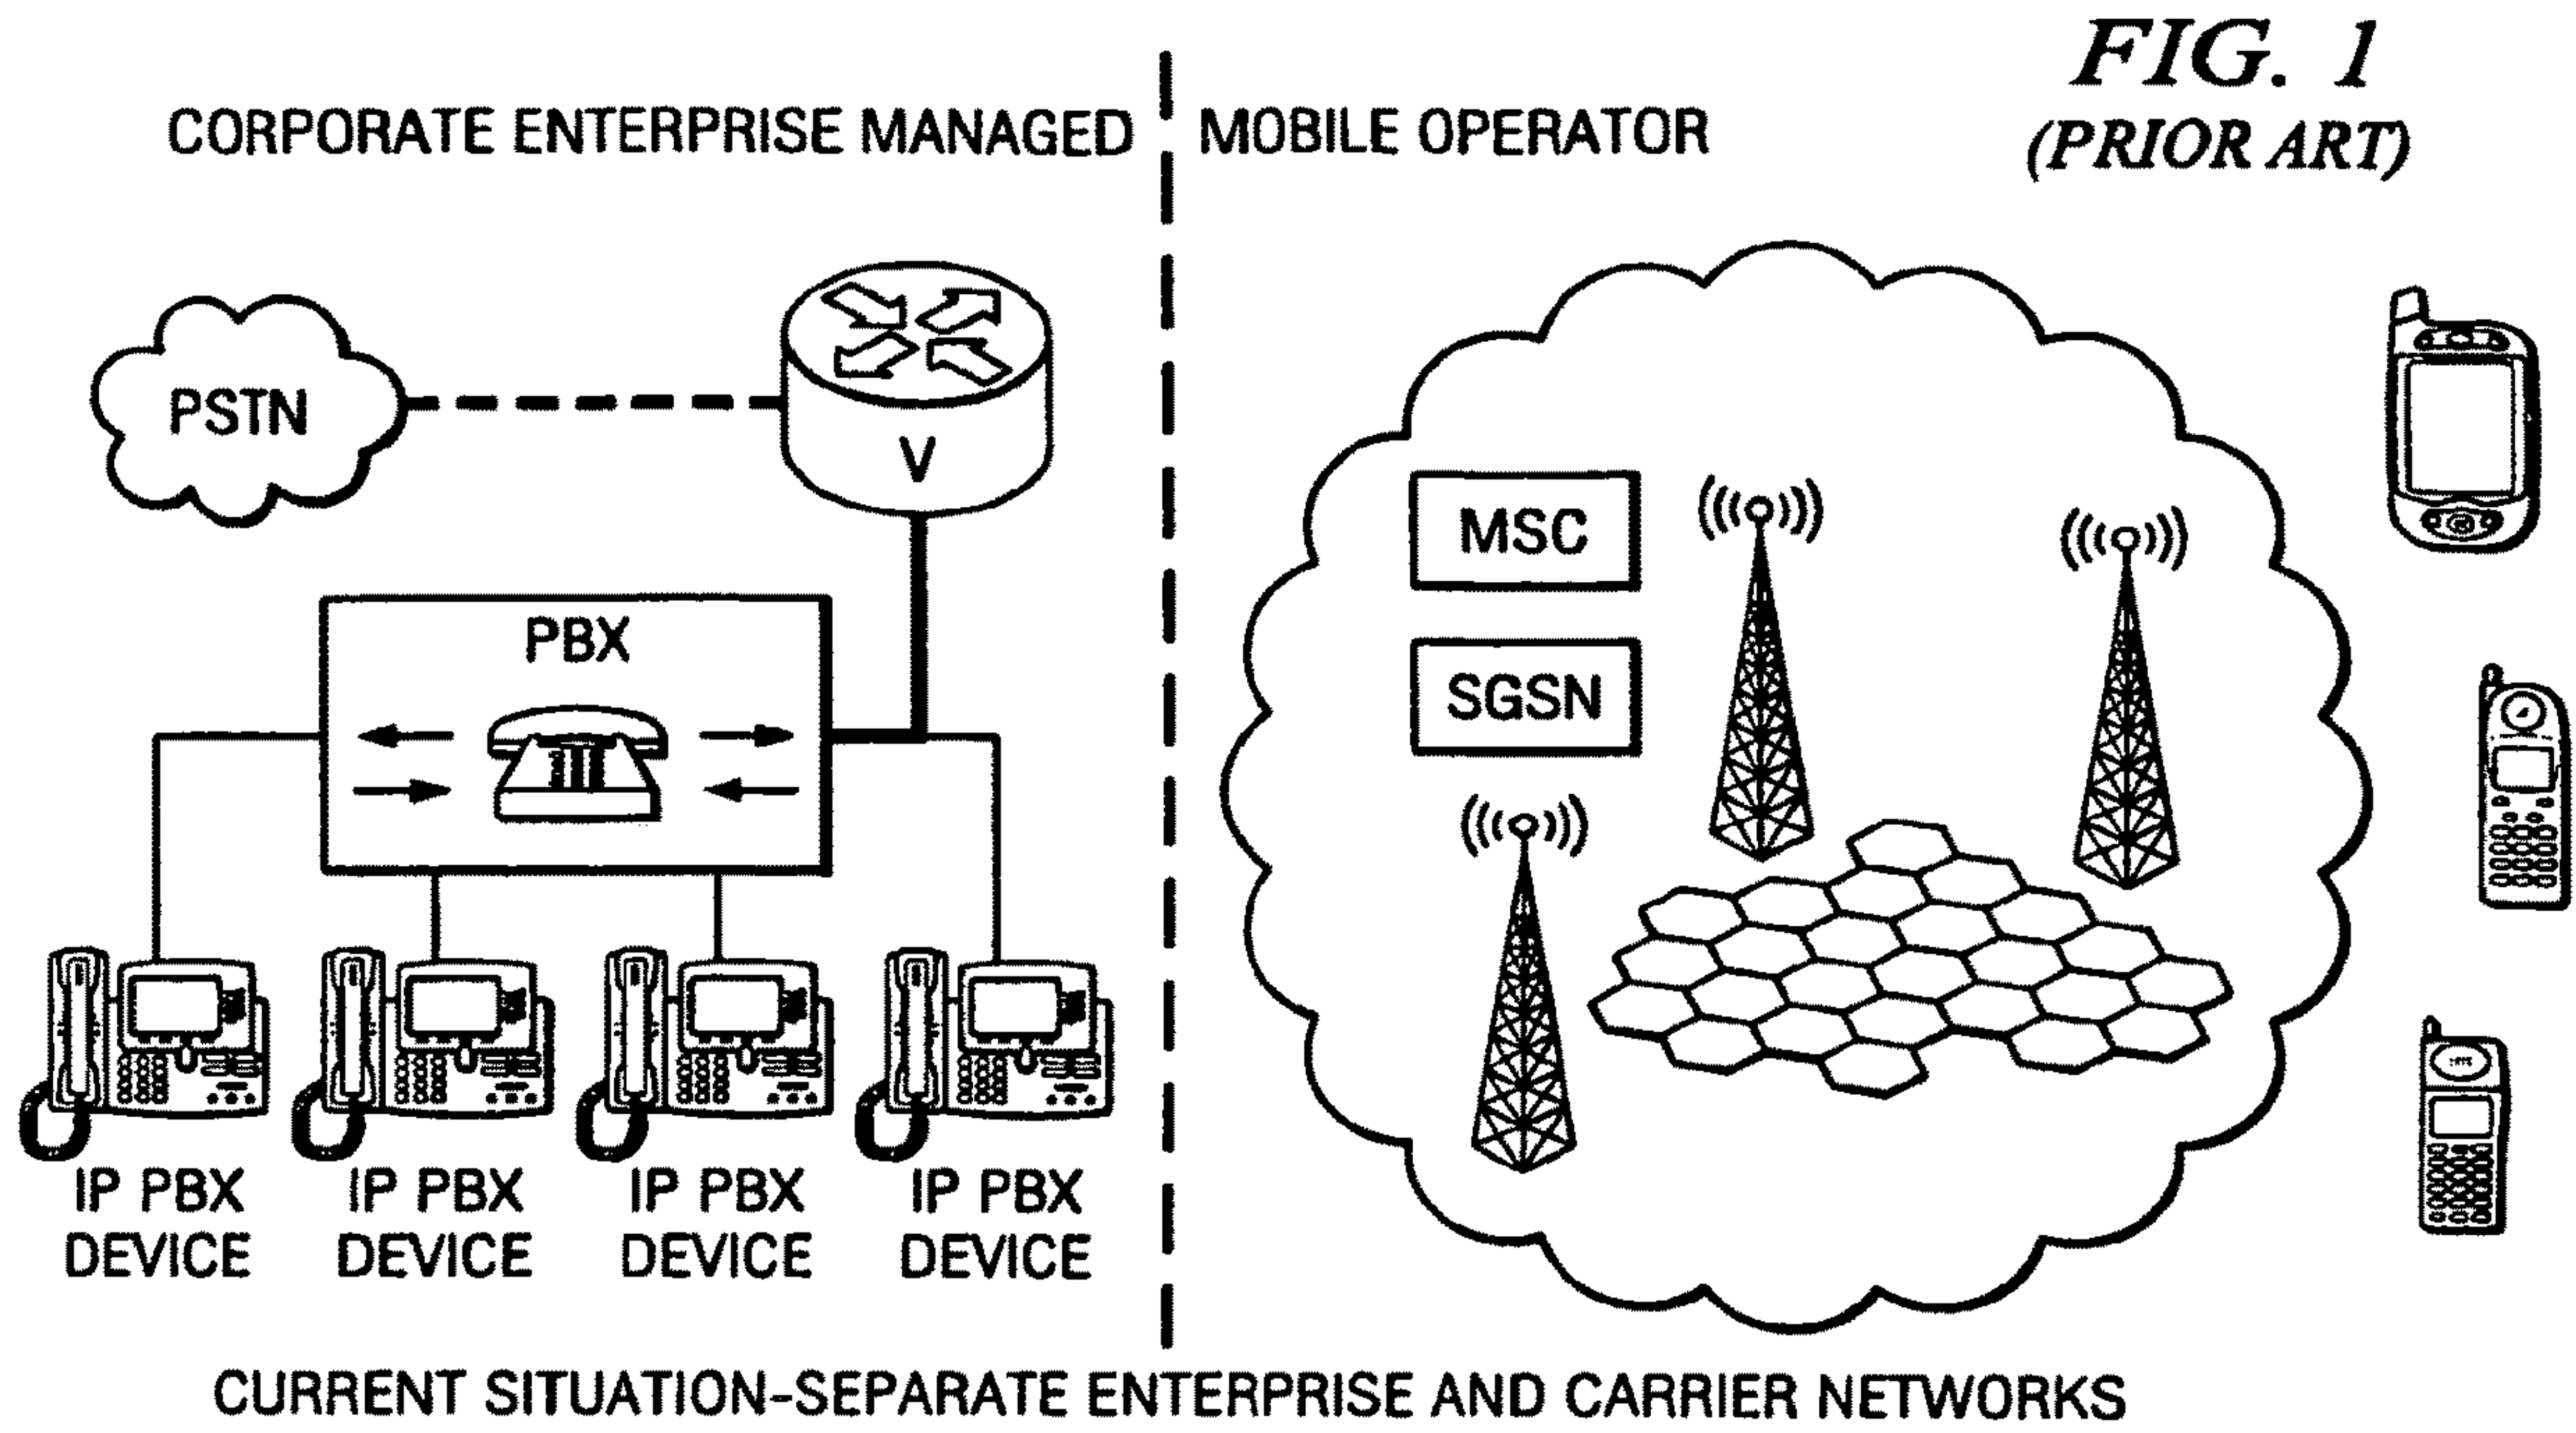 FIG. 1
(PRIOR ART)
CORPORATE ENTERPRISE MANAGED
MOBILE OPERATOR
PSTN
V
PBX
MSC
SGSN
IP PBX
DEVICE
IP PBX
DEVICE
IP PBX
DEVICE
IP PBX
DEVICE
CURRENT SITUATION-SEPARATE ENTERPRISE AND CARRIER NETWORKS